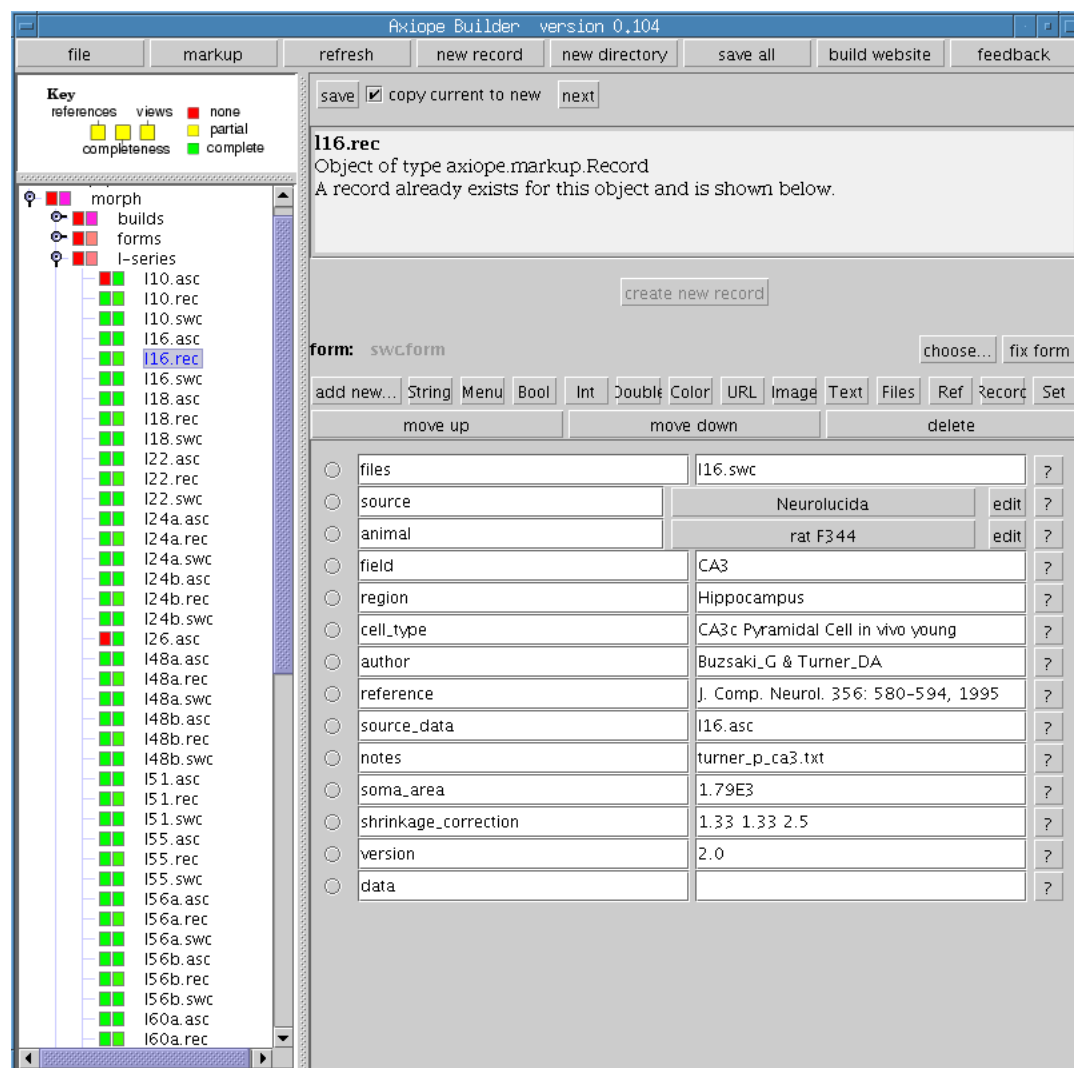 Axiope Builder version 0.104
file markup refresh new record new directory save all build website feedback
Key
references views none
partial
completeness complete
save copy current to new next
l16.rec
Object of type axiope.markup.Record
A record already exists for this object and is shown below.
create new record
form: swc.form choose... fix form
add new... String Menu Bool Int Double Color URL Image Text Files Ref Record Set
move up move down delete
files l16.swc ?
source Neurolucida edit ?
animal rat F344 edit ?
field CA3 ?
region Hippocampus ?
cell_type CA3c Pyramidal Cell in vivo young ?
author Buzsaki_G & Turner_DA ?
reference J. Comp. Neurol. 356: 580-594, 1995 ?
source_data l16.asc ?
notes turner_p_ca3.txt ?
soma_area 1.79E3 ?
shrinkage_correction 1.33 1.33 2.5 ?
version 2.0 ?
data ?
morph
builds
forms
l-series
l10.asc
l10.rec
l10.swc
l16.asc
l16.rec
l16.swc
l18.asc
l18.rec
l18.swc
l22.asc
l22.rec
l22.swc
l24a.asc
l24a.rec
l24a.swc
l24b.asc
l24b.rec
l24b.swc
l26.asc
l48a.asc
l48a.rec
l48a.swc
l48b.asc
l48b.rec
l48b.swc
l51.asc
l51.rec
l51.swc
l55.asc
l55.rec
l55.swc
l56a.asc
l56a.rec
l56a.swc
l56b.asc
l56b.rec
l56b.swc
l60a.asc
l60a.rec